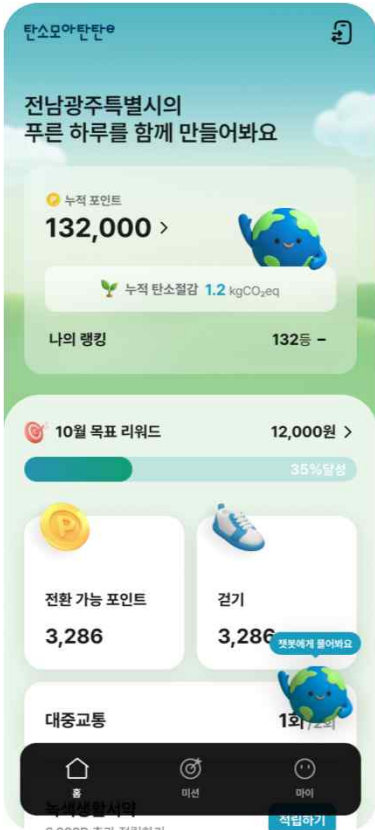 탄소모아탄탄e
전남광주특별시의
푸른 하루를 함께 만들어봐요
누적 포인트
132,000 >
누적 탄소절감 1.2 kgCO₂eq
나의 랭킹 132등 –
10월 목표 리워드 12,000원 >
35%달성
전환 가능 포인트 걷기
3,286 3,286
챗봇에게 물어봐요
대중교통 1회/2회
홈 미션 마이
녹색생활서약
적립하기